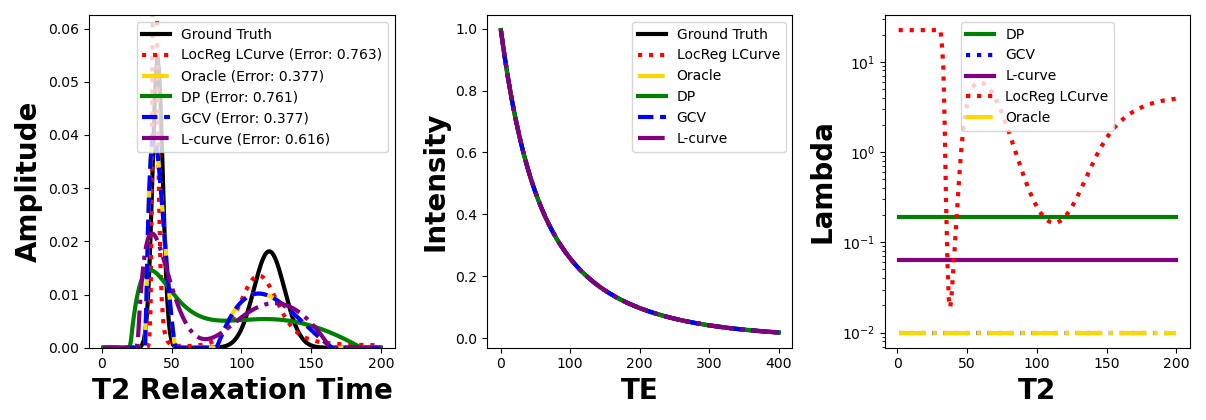 Amplitude
0.06
0.05
0.04
0.03
0.02
0.01
0.00
Ground Truth
LocReg LCurve (Error: 0.763)
Oracle (Error: 0.377)
DP (Error: 0.761)
GCV (Error: 0.377)
L-curve (Error: 0.616)
0 50 100 150 200
T2 Relaxation Time
Intensity
1.0
0.8
0.6
0.4
0.2
0.0
Ground Truth
LocReg LCurve
Oracle
DP
GCV
L-curve
0 100 200 300 400
TE
Lambda
10¹
10⁰
10⁻¹
10⁻²
DP
GCV
L-curve
LocReg LCurve
Oracle
0 50 100 150 200
T2